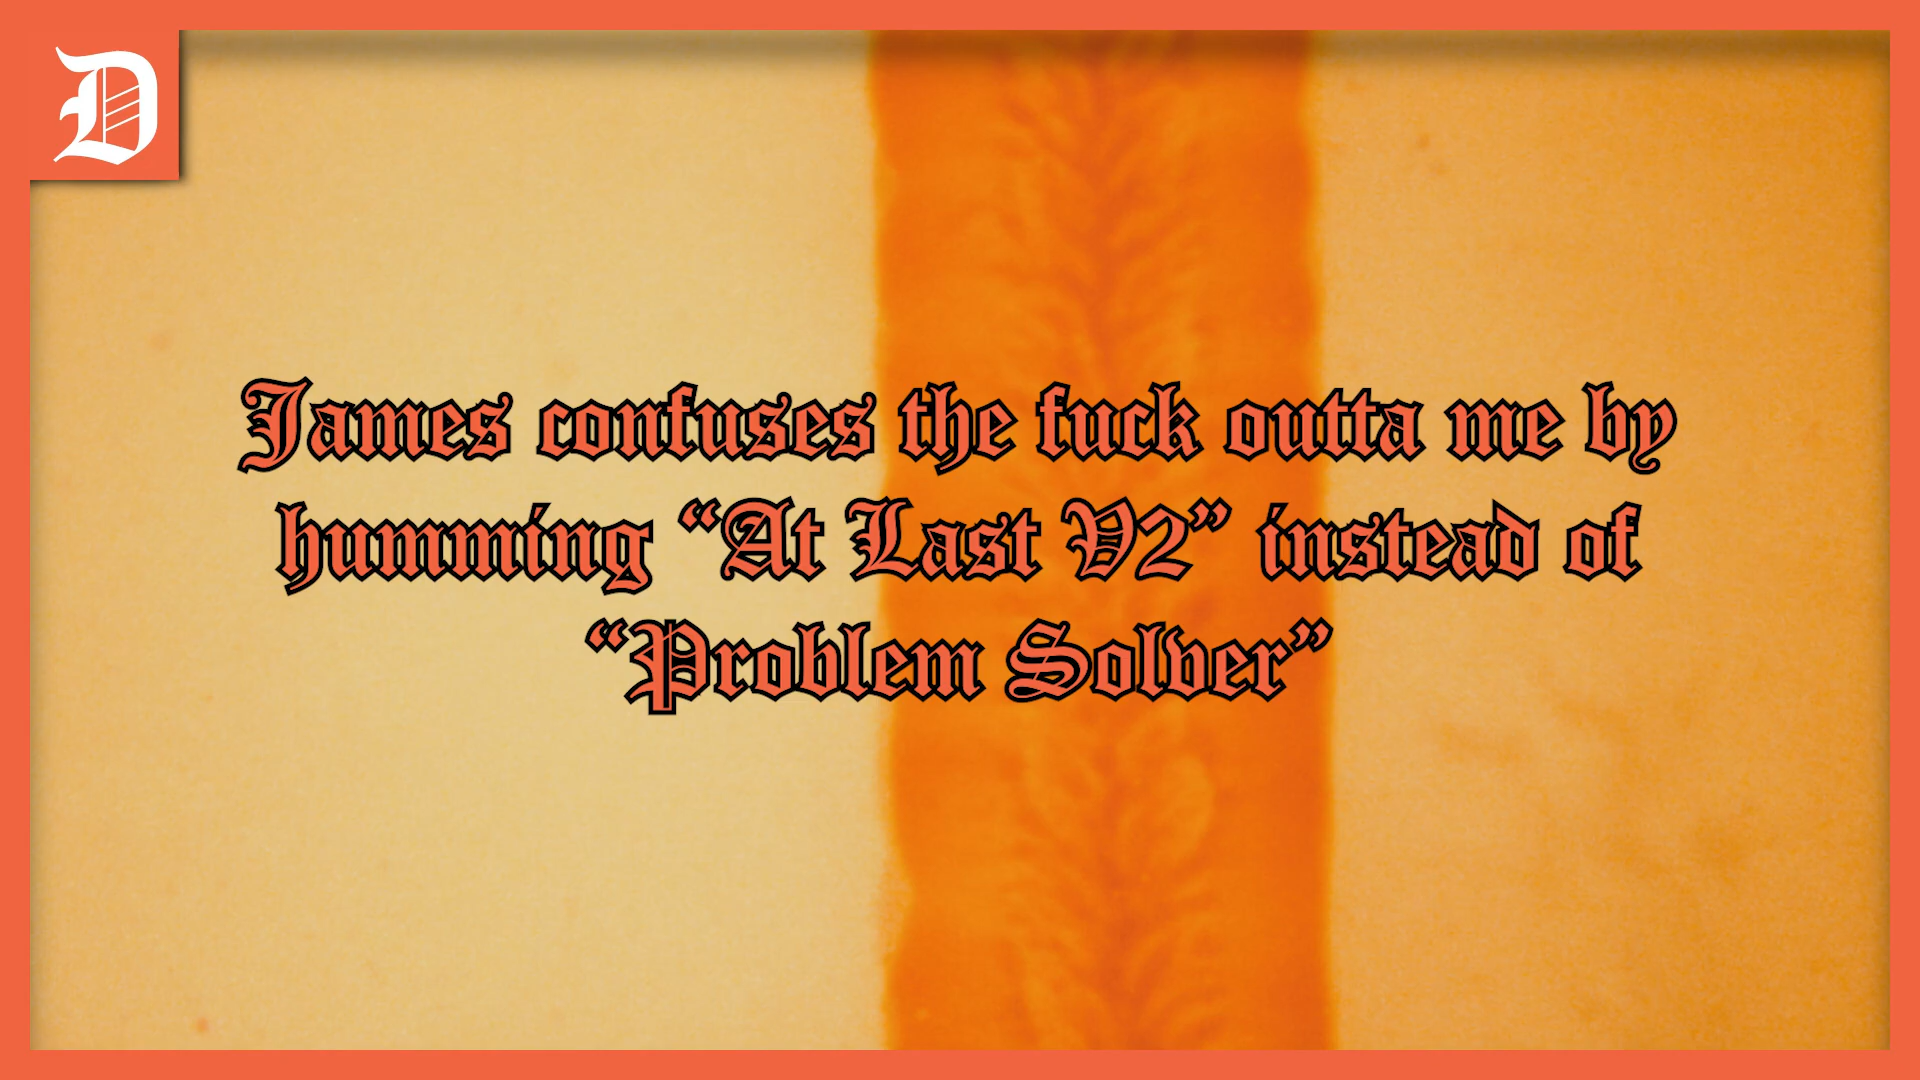 D
James confuses the fuck outta me by
humming “At Last V2” instead of
“Problem Solver”